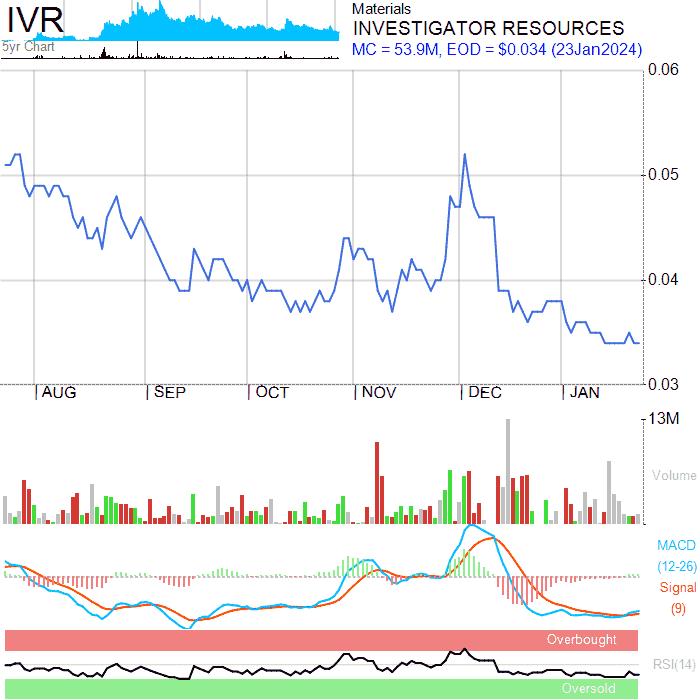 IVR
5yr Chart
Materials
INVESTIGATOR RESOURCES
MC = 53.9M, EOD = $0.034 (23Jan2024)
0.06
0.05
0.04
0.03
AUG SEP OCT NOV DEC JAN
13M
Volume
MACD
(12-26)
Signal
(9)
Overbought
RSI(14)
Oversold